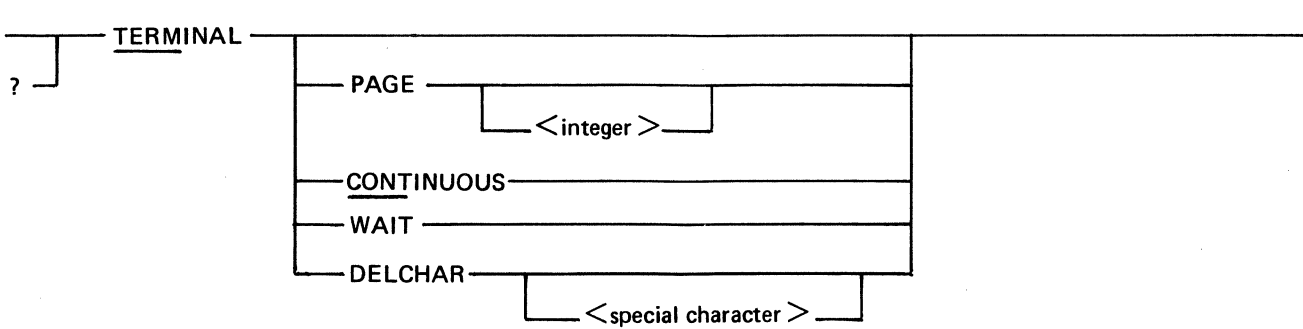 TERMINAL
?
PAGE
<integer>
CONTINUOUS
WAIT
DELCHAR
<special character>